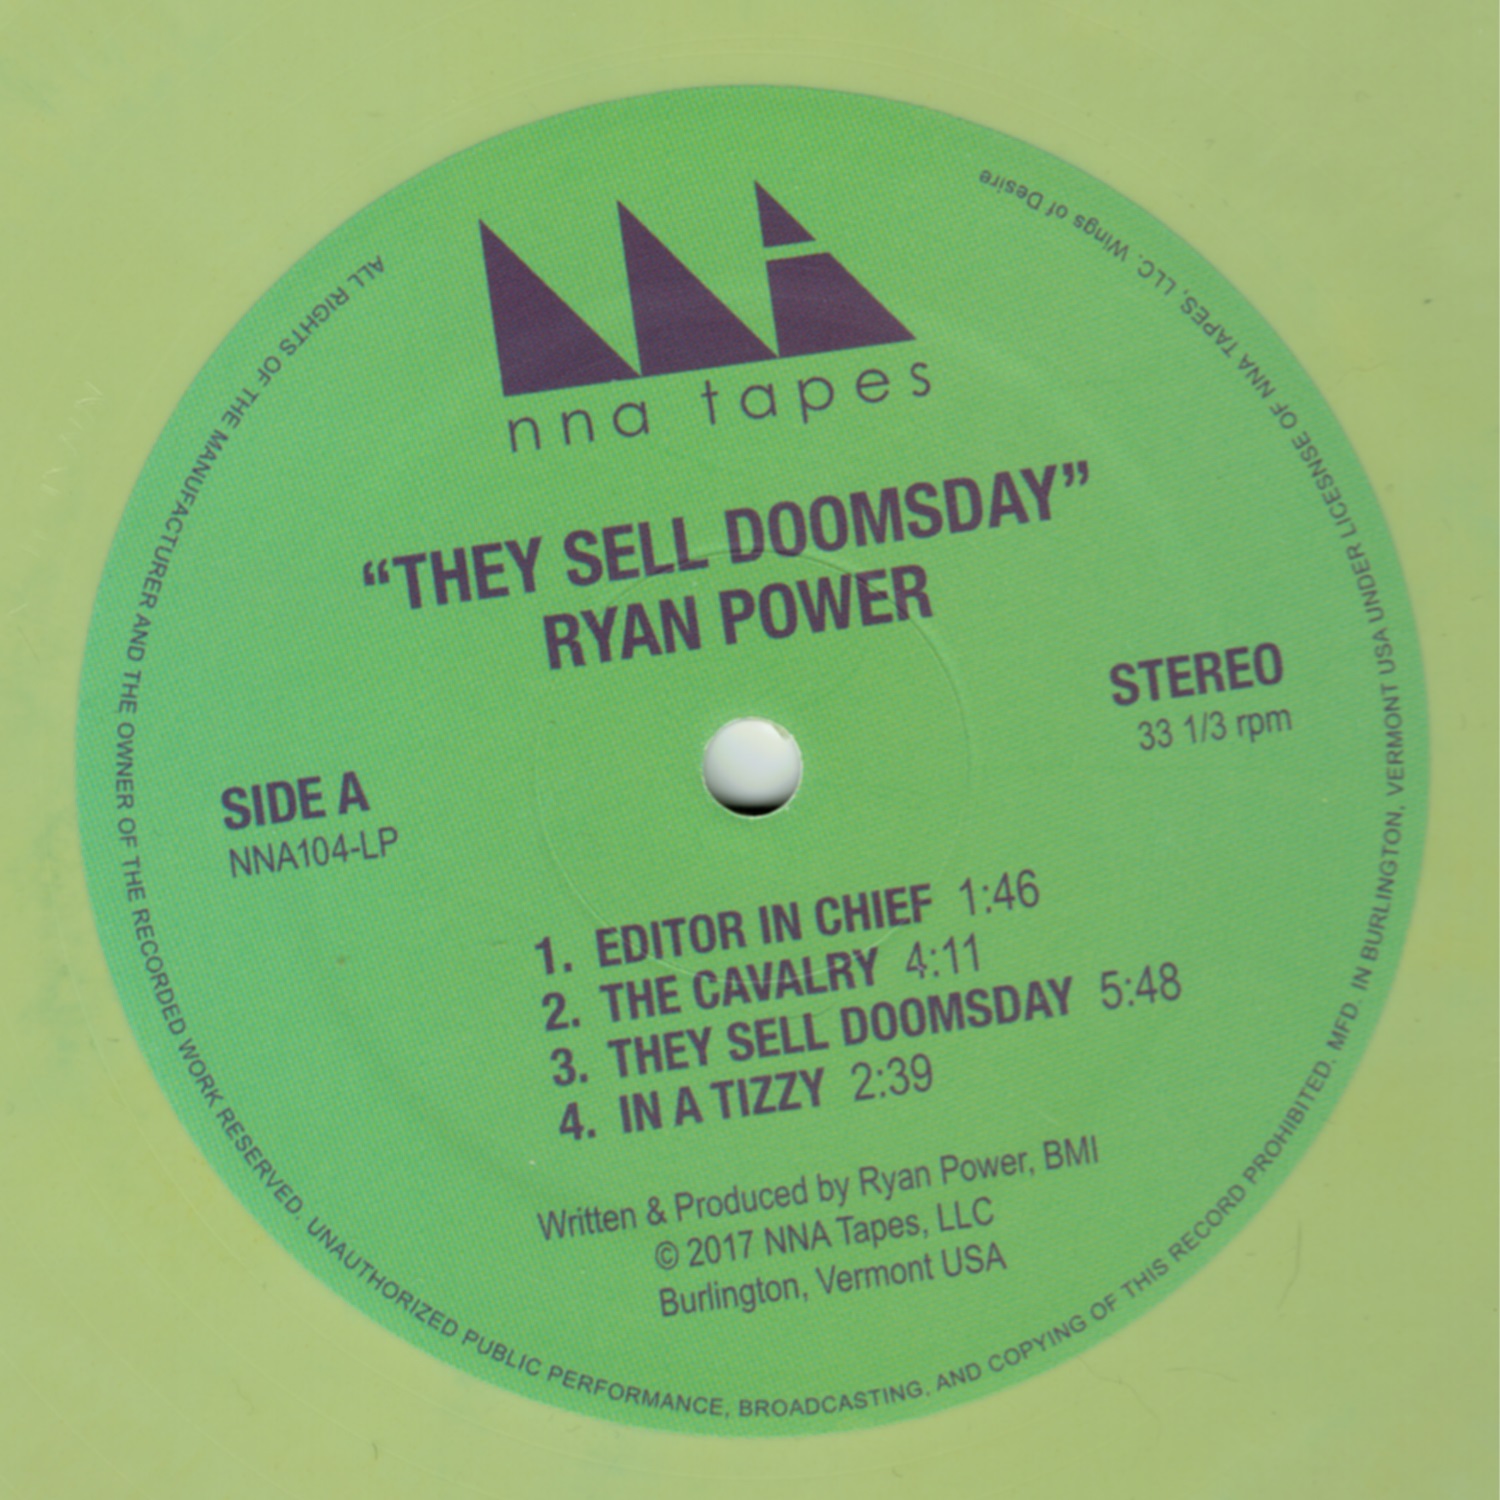 nna tapes
“THEY SELL DOOMSDAY”
RYAN POWER
STEREO
33 1/3 rpm
SIDE A
NNA104-LP
1. EDITOR IN CHIEF 1:46
2. THE CAVALRY 4:11
3. THEY SELL DOOMSDAY 5:48
4. IN A TIZZY 2:39
Written & Produced by Ryan Power, BMI
© 2017 NNA Tapes, LLC
Burlington, Vermont USA
ALL RIGHTS OF THE MANUFACTURER AND THE OWNER OF THE RECORDED WORK RESERVED. UNAUTHORIZED PUBLIC PERFORMANCE, BROADCASTING, AND COPYING OF THIS RECORD PROHIBITED. MFD. IN BURLINGTON, VERMONT USA UNDER LICESNSE OF NNA TAPES, LLC. Wings of Desire